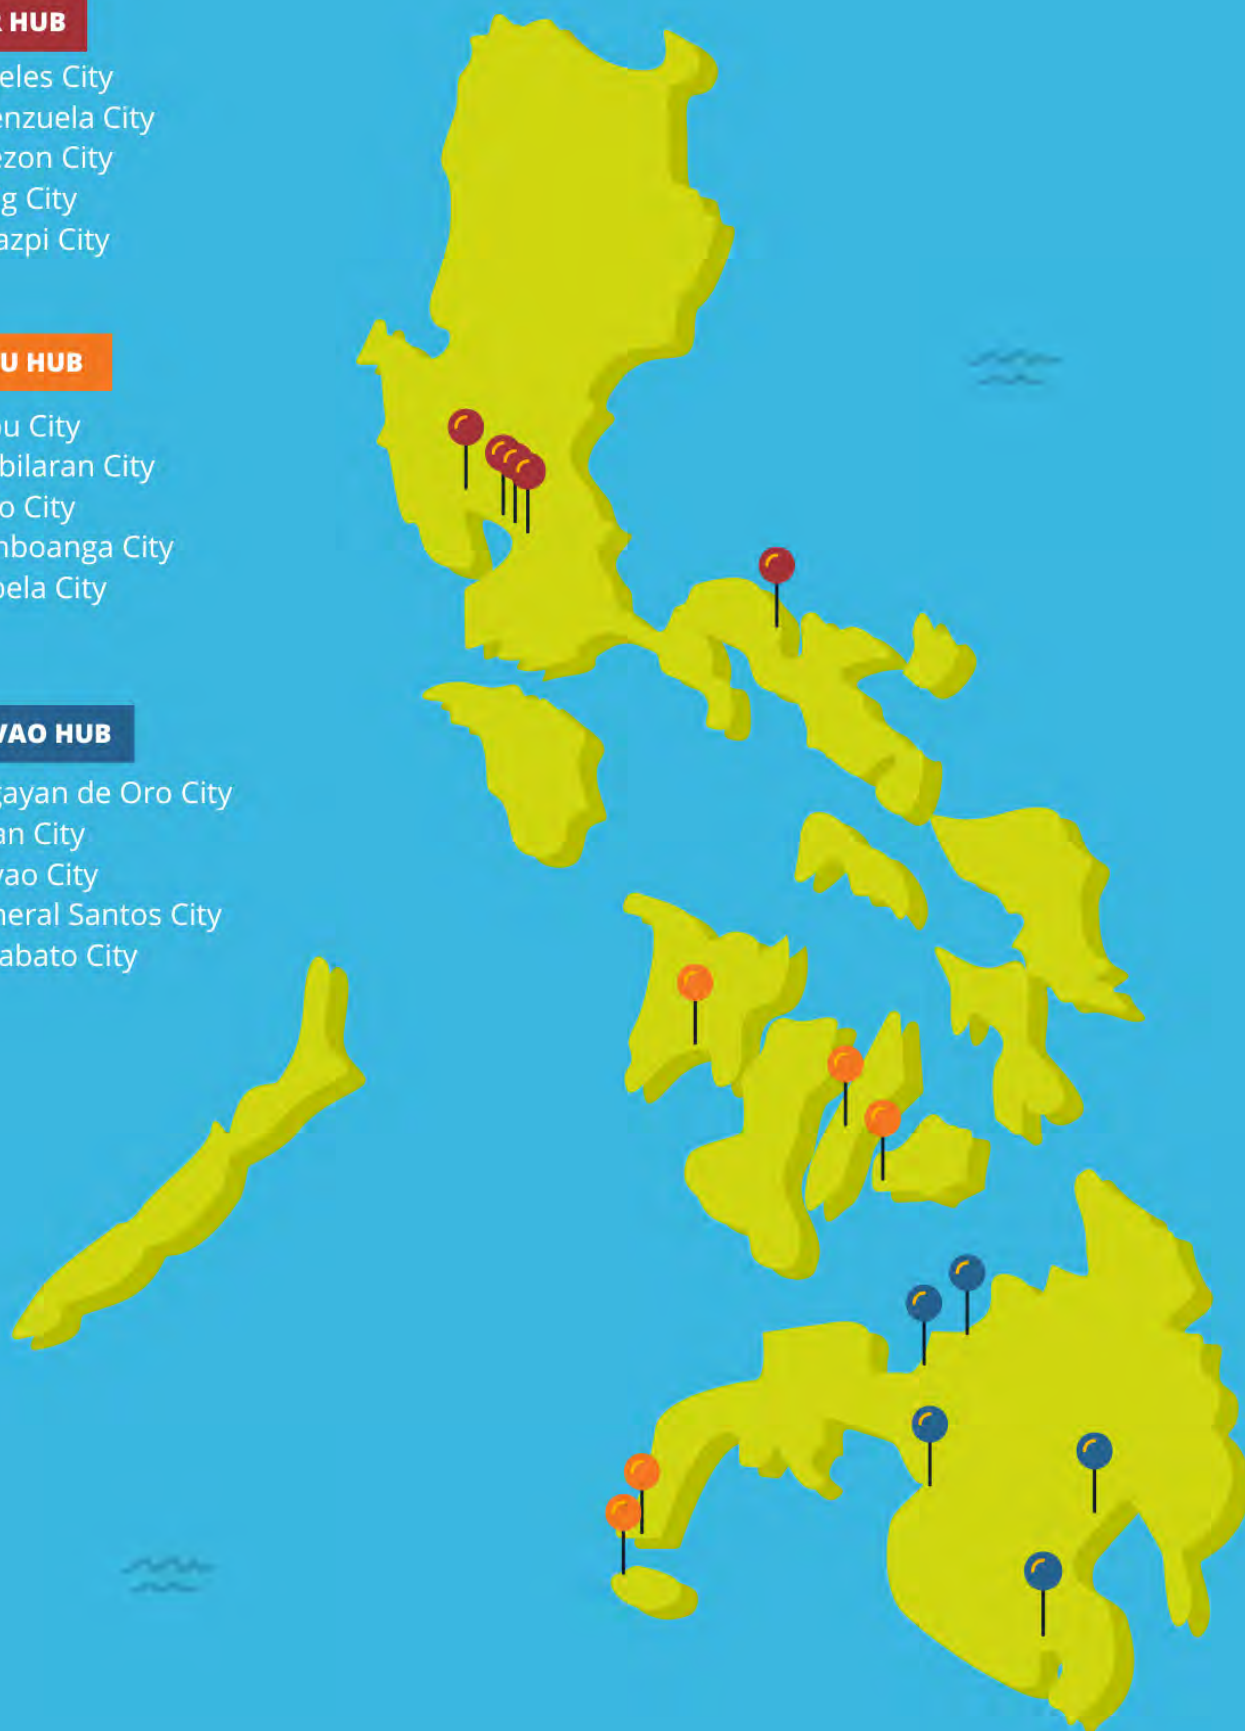 R HUB
eles City
enzuela City
ezon City
g City
azpi City
U HUB
u City
bilaran City
o City
nboanga City
bela City
VAO HUB
gayan de Oro City
an City
vao City
neral Santos City
abato City